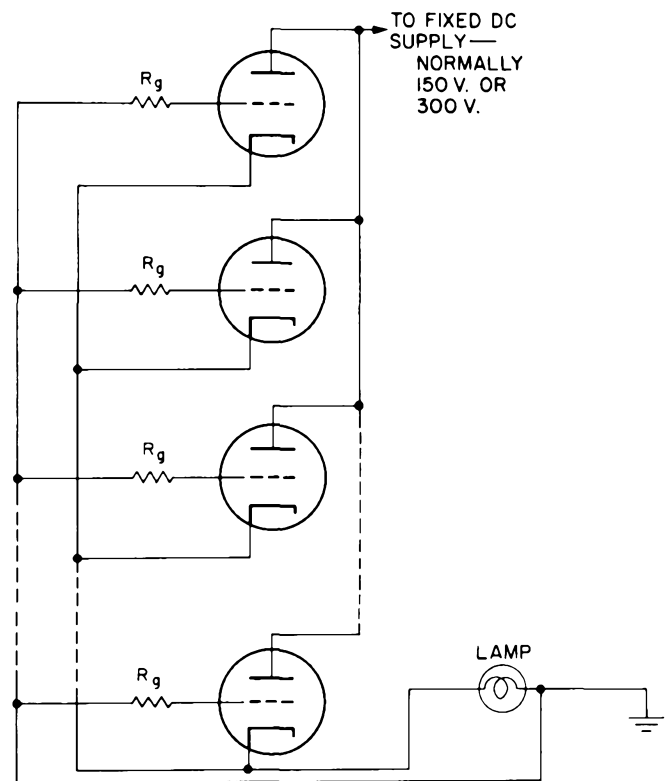 TO FIXED DC
SUPPLY—
NORMALLY
150 V. OR
300 V.
Rg
Rg
Rg
Rg
LAMP